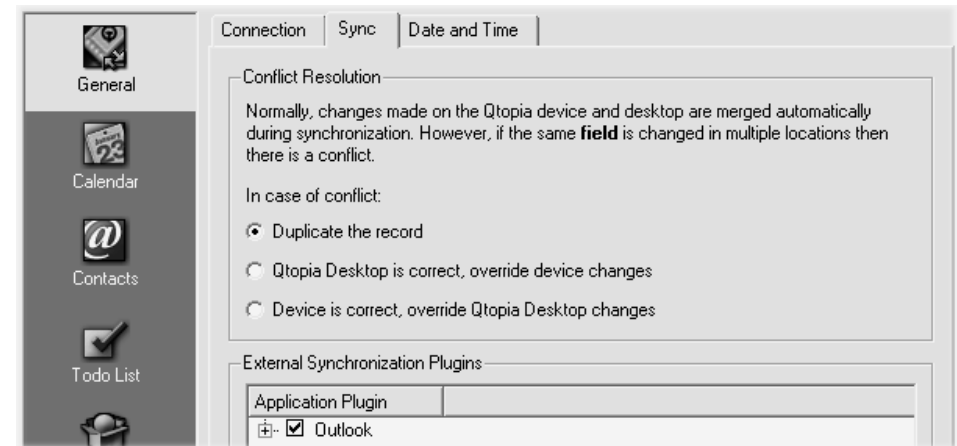 Connection Sync Date and Time
General
Calendar
Contacts
Todo List
Conflict Resolution
Normally, changes made on the Qtopia device and desktop are merged automatically
during synchronization. However, if the same field is changed in multiple locations then
there is a conflict.
In case of conflict:
Duplicate the record
Qtopia Desktop is correct, override device changes
Device is correct, override Qtopia Desktop changes
External Synchronization Plugins
Application Plugin
Outlook